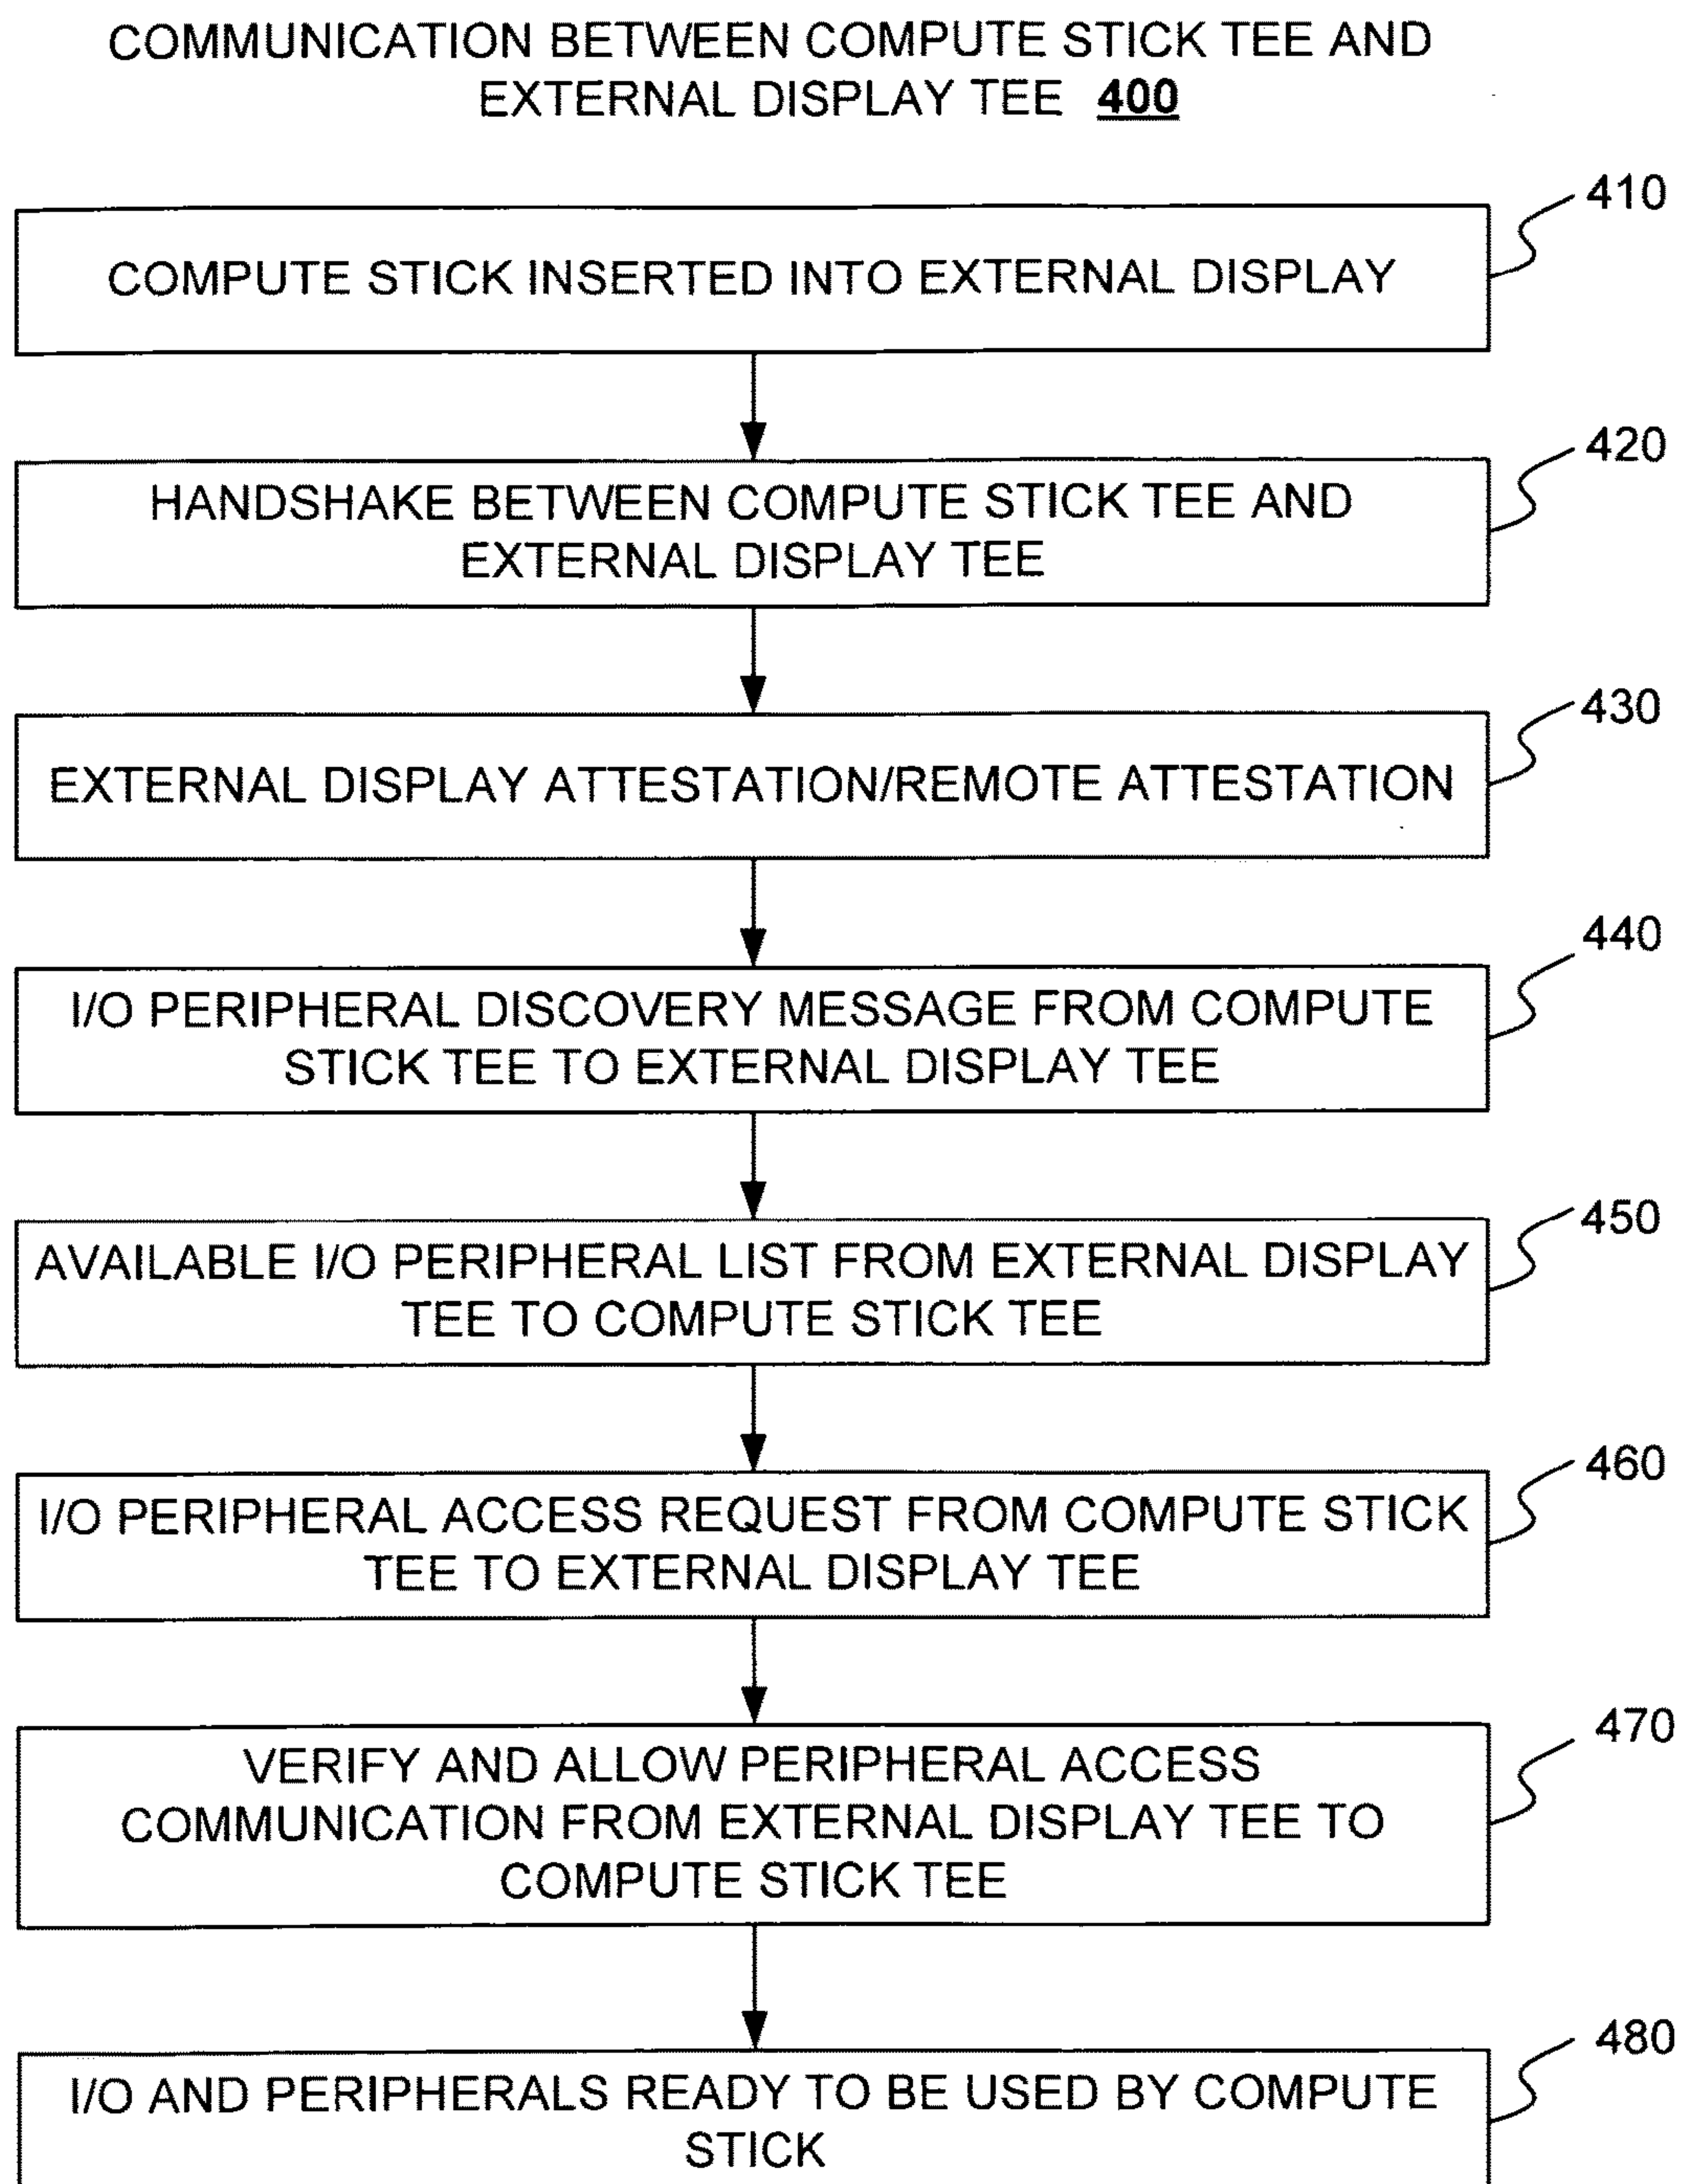 COMMUNICATION BETWEEN COMPUTE STICK TEE AND
EXTERNAL DISPLAY TEE 400
410
COMPUTE STICK INSERTED INTO EXTERNAL DISPLAY
420
HANDSHAKE BETWEEN COMPUTE STICK TEE AND
EXTERNAL DISPLAY TEE
430
EXTERNAL DISPLAY ATTESTATION/REMOTE ATTESTATION
440
I/O PERIPHERAL DISCOVERY MESSAGE FROM COMPUTE
STICK TEE TO EXTERNAL DISPLAY TEE
450
AVAILABLE I/O PERIPHERAL LIST FROM EXTERNAL DISPLAY
TEE TO COMPUTE STICK TEE
460
I/O PERIPHERAL ACCESS REQUEST FROM COMPUTE STICK
TEE TO EXTERNAL DISPLAY TEE
470
VERIFY AND ALLOW PERIPHERAL ACCESS
COMMUNICATION FROM EXTERNAL DISPLAY TEE TO
COMPUTE STICK TEE
480
I/O AND PERIPHERALS READY TO BE USED BY COMPUTE
STICK